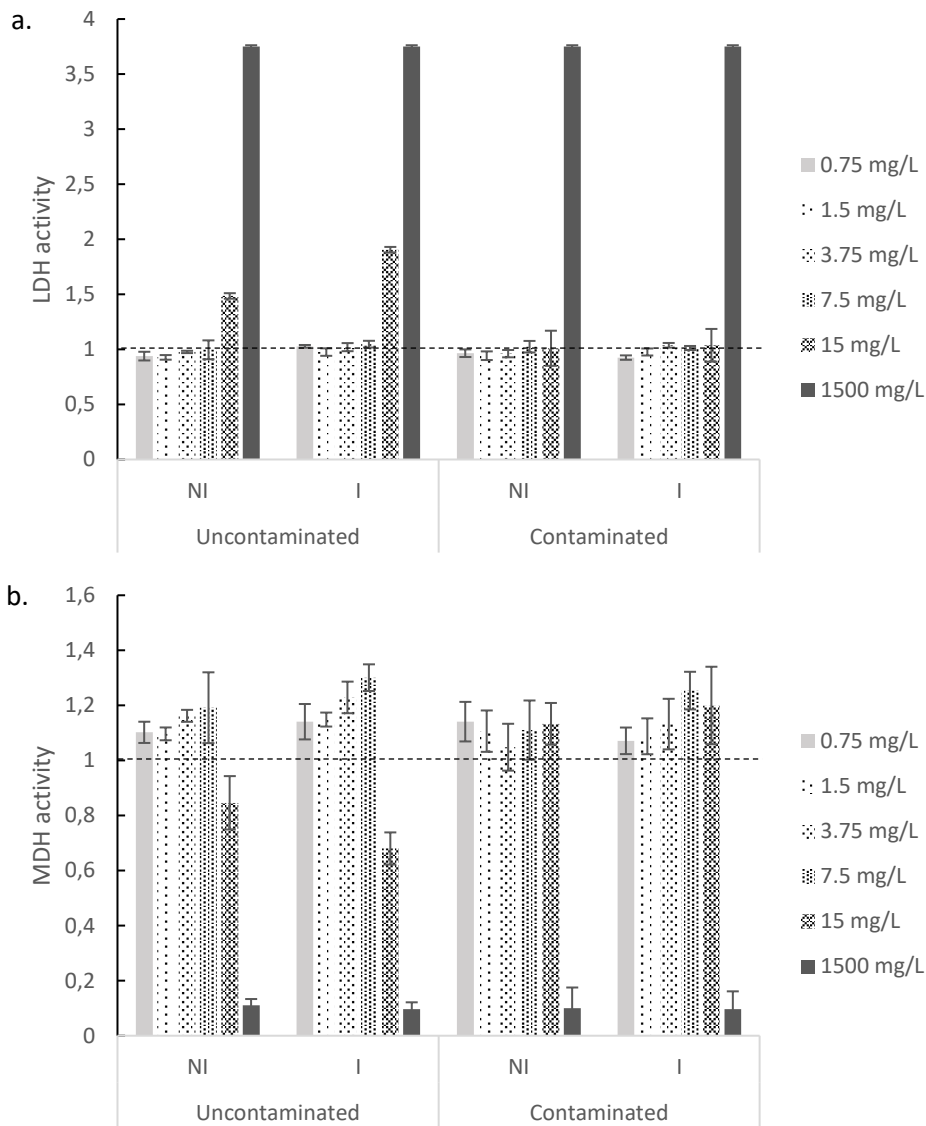 a.
4
3,5
3
2,5
2
1,5
1
0,5
0
LDH activity
NI
I
NI
I
Uncontaminated
Contaminated
0.75 mg/L
1.5 mg/L
3.75 mg/L
7.5 mg/L
15 mg/L
1500 mg/L
b.
1,6
1,4
1,2
1
0,8
0,6
0,4
0,2
0
MDH activity
NI
I
NI
I
Uncontaminated
Contaminated
0.75 mg/L
1.5 mg/L
3.75 mg/L
7.5 mg/L
15 mg/L
1500 mg/L